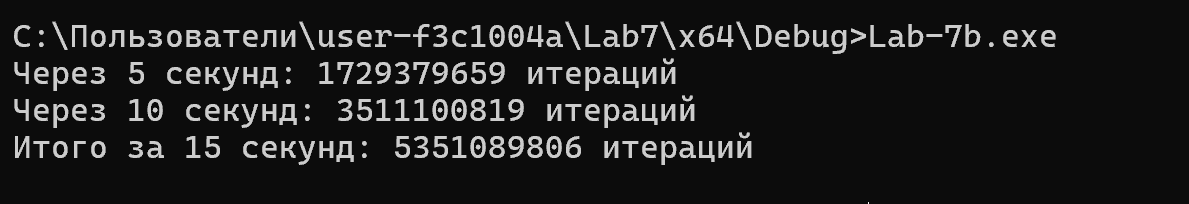 C:\Пользователи\user-f3c1004a\Lab7\x64\Debug>Lab-7b.exe
Через 5 секунд: 1729379659 итераций
Через 10 секунд: 3511100819 итераций
Итого за 15 секунд: 5351089806 итераций